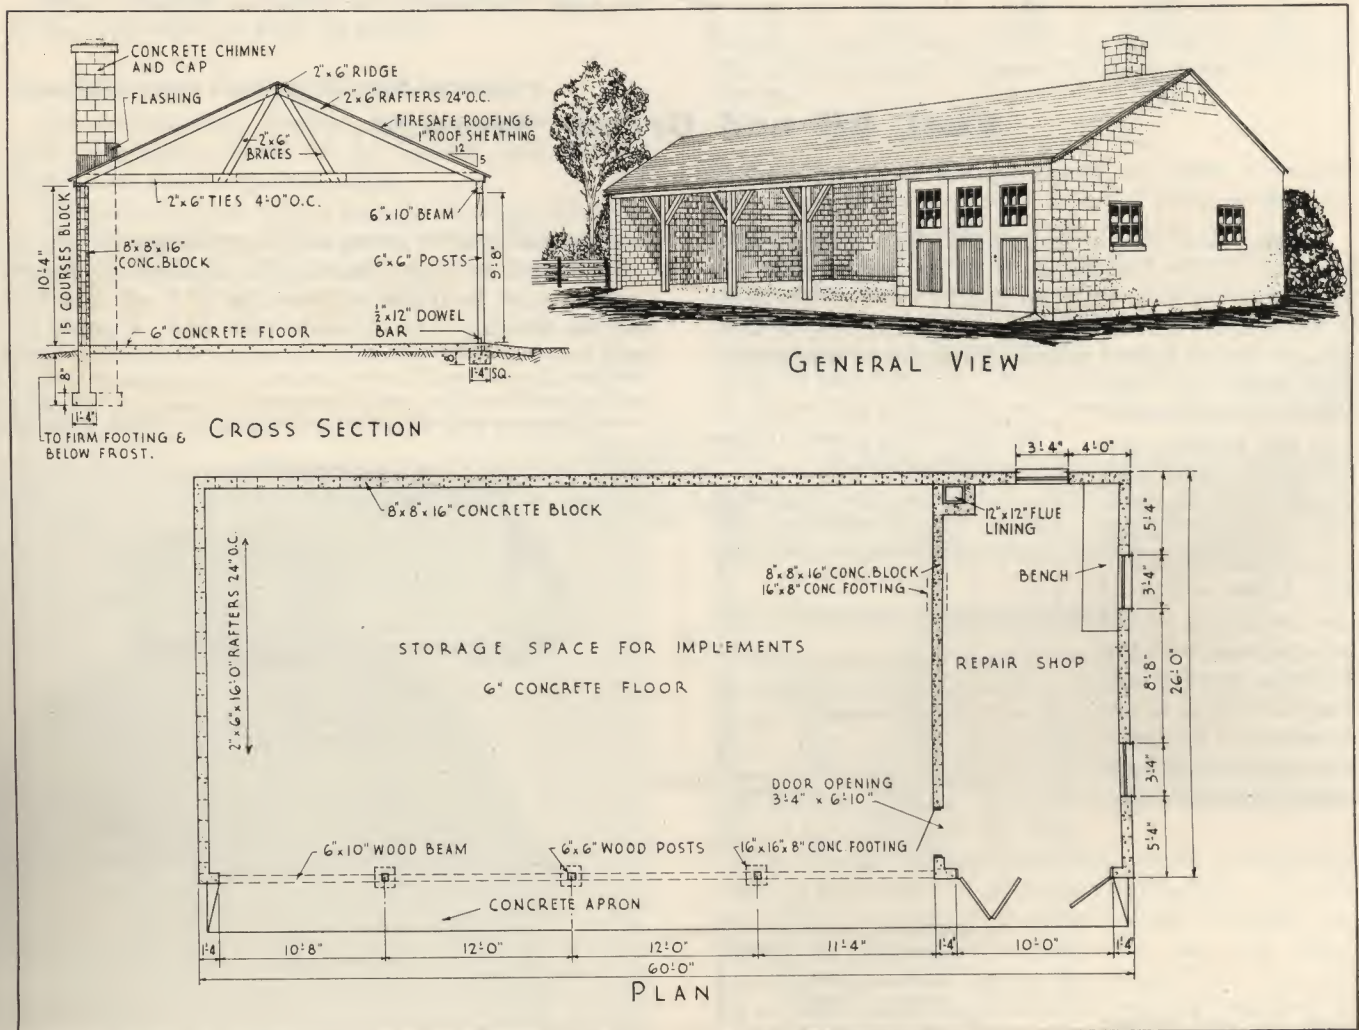 CONCRETE CHIMNEY
AND CAP
FLASHING
2"x6" RIDGE
2"x6" RAFTERS 24"O.C.
FIRESAFE ROOFING &
1" ROOF SHEATHING
12
5
2"x6"
BRACES
2"x6" TIES 4'-0" O.C.
6"x10" BEAM
10'-4"
15 COURSES BLOCK
8"x8"x16"
CONC. BLOCK
6"x6" POSTS
9'-8"
½"x12" DOWEL
BAR
6" CONCRETE FLOOR
8"
8"
1'-4" SQ.
1'-4"
TO FIRM FOOTING &
BELOW FROST.
CROSS SECTION
GENERAL VIEW
3'-4"
4'-0"
8"x8"x16" CONCRETE BLOCK
12"x12" FLUE
LINING
2"x6"x16'-0" RAFTERS 24" O.C.
8"x8"x16" CONC. BLOCK
16"x8" CONC FOOTING
BENCH
5'-4"
3'-4"
8'-8"
26'-0"
3'-4"
5'-4"
STORAGE SPACE FOR IMPLEMENTS
6" CONCRETE FLOOR
REPAIR SHOP
DOOR OPENING
3'-4" x 6'-10"
6"x10" WOOD BEAM
6"x6" WOOD POSTS
16"x16"x8" CONC FOOTING
CONCRETE APRON
1'-4
10'-8"
12'-0"
12'-0"
11'-4"
1'-4"
10'-0"
1'-4"
60'-0"
PLAN